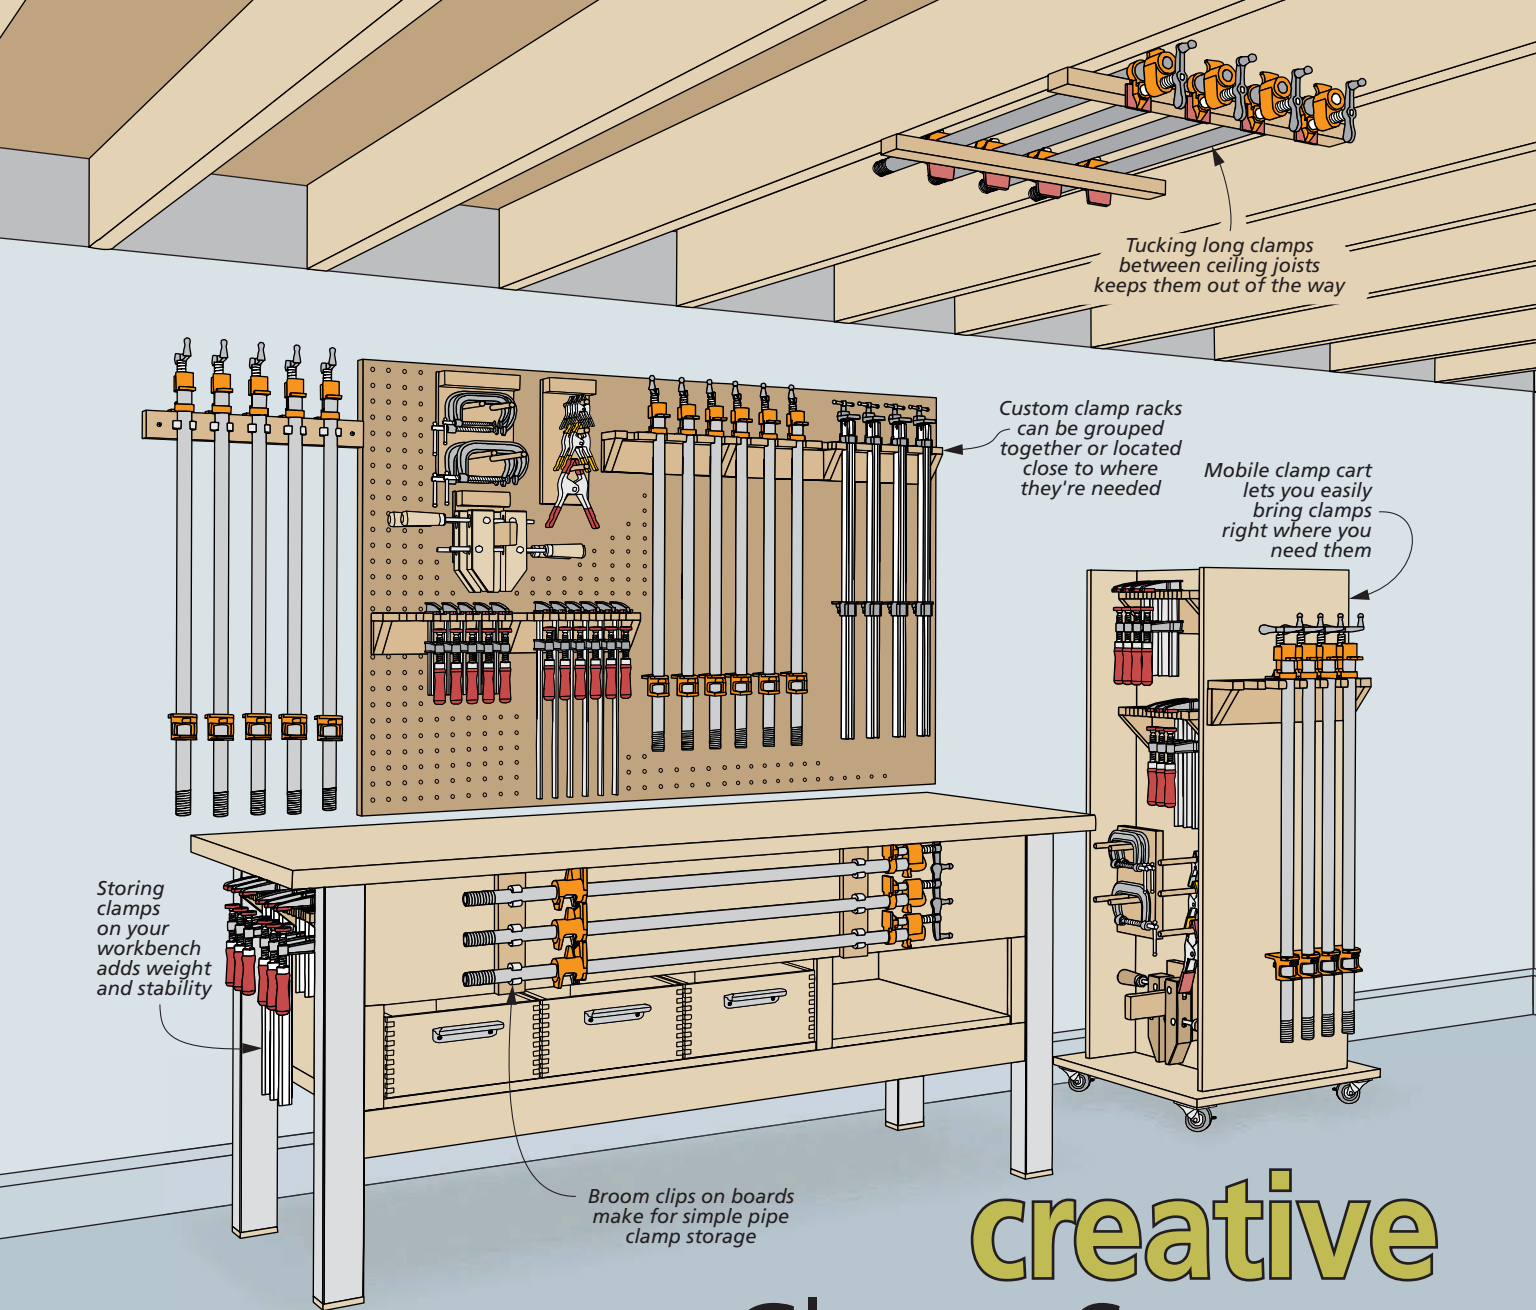 Tucking long clamps
between ceiling joists
keeps them out of the way
Custom clamp racks
can be grouped
together or located
close to where
they're needed
Mobile clamp cart
lets you easily
bring clamps
right where you
need them
Storing
clamps
on your
workbench
adds weight
and stability
Broom clips on boards
make for simple pipe
clamp storage
creative